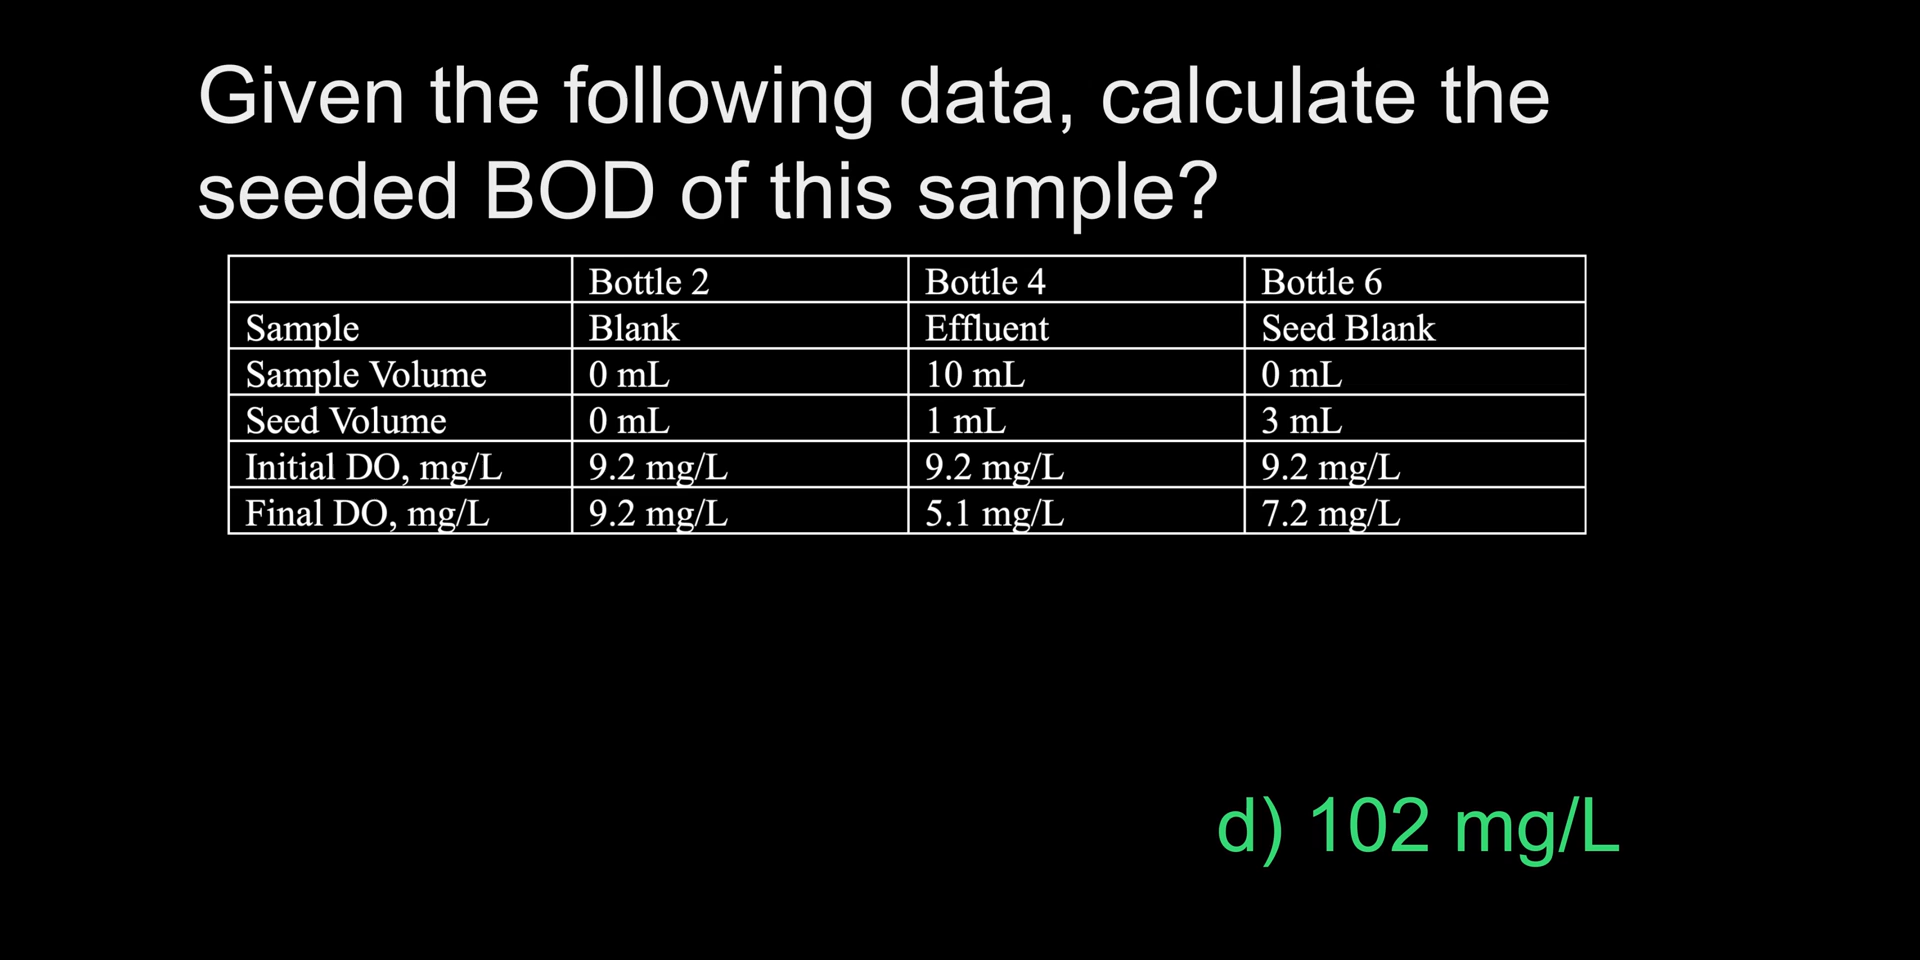 Given the following data, calculate the
seeded BOD of this sample?
Bottle 2 Bottle 4 Bottle 6
Sample Blank Effluent Seed Blank
Sample Volume 0 mL 10 mL 0 mL
Seed Volume 0 mL 1 mL 3 mL
Initial DO, mg/L 9.2 mg/L 9.2 mg/L 9.2 mg/L
Final DO, mg/L 9.2 mg/L 5.1 mg/L 7.2 mg/L
d) 102 mg/L